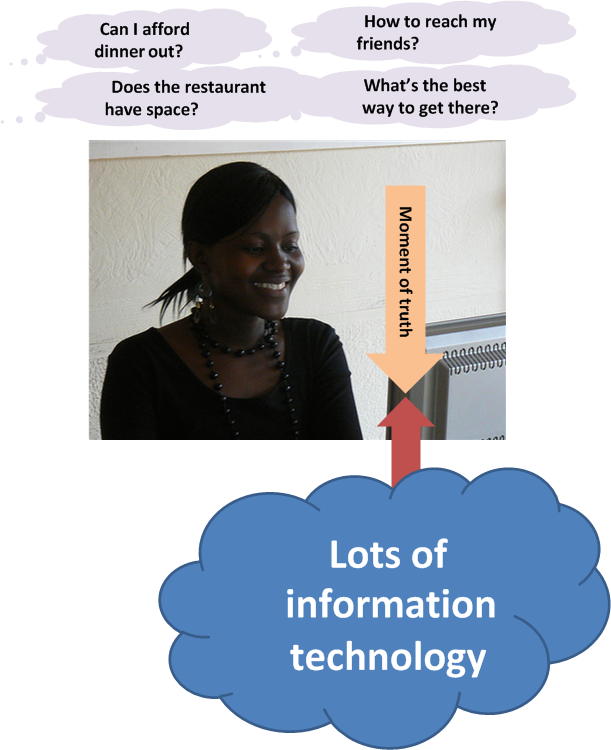 Can I afford
dinner out?
How to reach my
friends?
Does the restaurant
have space?
What’s the best
way to get there?
Moment of truth
Lots of
information
technology